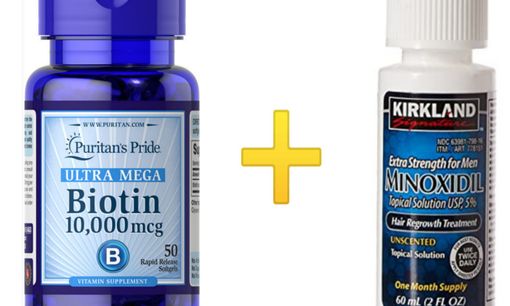 WWW.PURITAN.COM
Puritan's Pride
ULTRA MEGA
Biotin
10,000 mcg
50
Rapid Release
Softgels
B
VITAMIN SUPPLEMENT
KIRKLAND
Signature
Extra Strength for Men
MINOXIDIL
Topical Solution USP, 5%
Hair Regrowth Treatment
UNSCENTED
Topical Solution
USE
TWICE
DAILY
One Month Supply
60 mL (2 FL OZ)